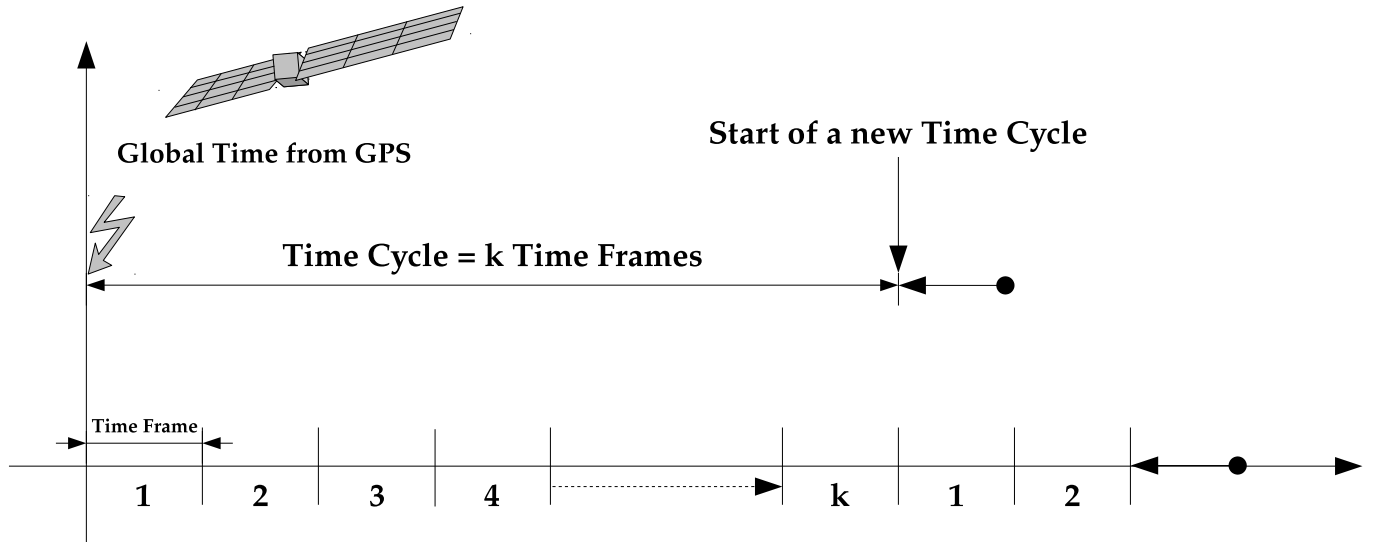 Global Time from GPS
Start of a new Time Cycle
Time Cycle = k Time Frames
Time Frame
1 2 3 4 k 1 2